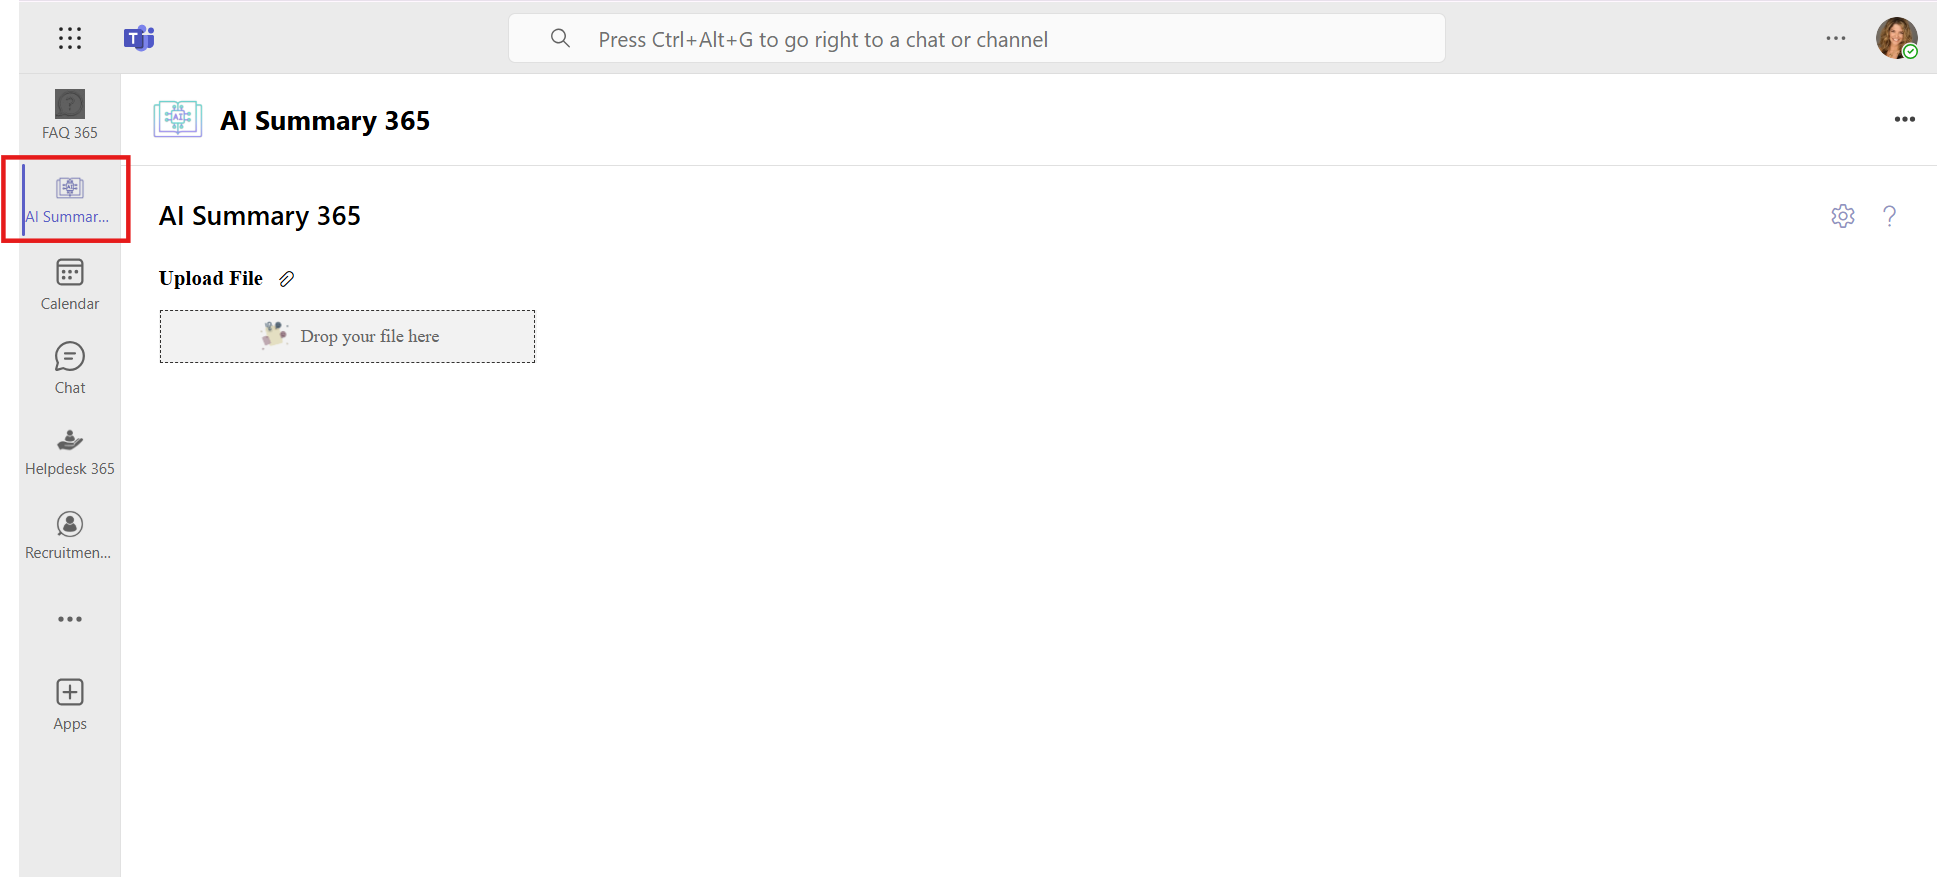 Press Ctrl+Alt+G to go right to a chat or channel
FAQ 365
AI Summar...
Calendar
Chat
Helpdesk 365
Recruitmen...
Apps
AI Summary 365
AI Summary 365
Upload File
Drop your file here